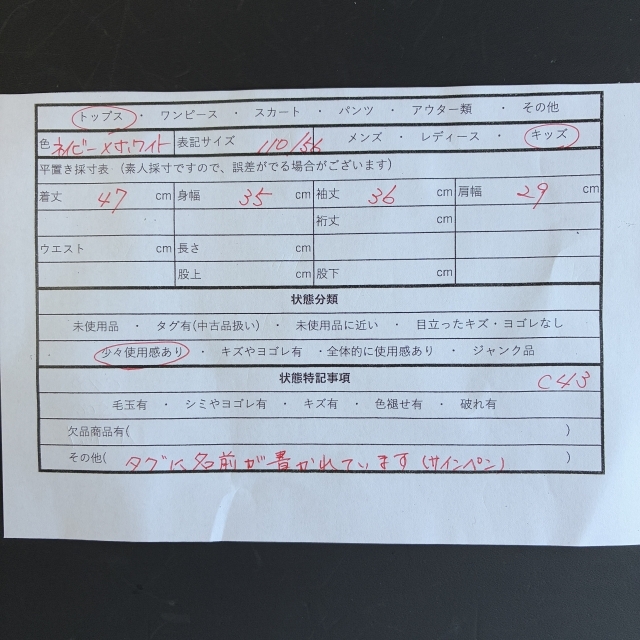 トップス ・ ワンピース ・ スカート ・ パンツ ・ アウター類 ・ その他
色 ネイビー×ホワイト 表記サイズ 110/56 メンズ ・ レディース ・ キッズ
平置き採寸表（素人採寸ですので、誤差がでる場合がございます）
着丈 47 cm 身幅 35 cm 袖丈 36 cm 肩幅 29 cm
裄丈 cm
ウエスト cm 長さ cm
股上 cm 股下 cm
状態分類
未使用品 ・ タグ有(中古品扱い) ・ 未使用品に近い ・ 目立ったキズ・ヨゴレなし
少々使用感あり ・ キズやヨゴレ有 ・全体的に使用感あり ・ ジャンク品
状態特記事項 C43
毛玉有 ・ シミやヨゴレ有 ・ キズ有 ・ 色褪せ有 ・ 破れ有
欠品商品有( )
その他( タグに名前が書かれています(サインペン) )